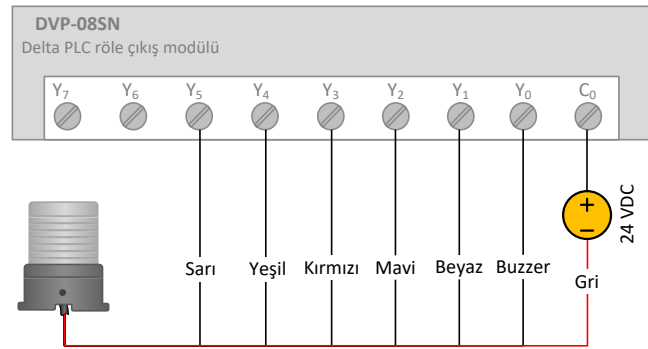 DVP-08SN
Delta PLC röle çıkış modülü
Y7 Y6 Y5 Y4 Y3 Y2 Y1 Y0 C0
+
−
24 VDC
Sarı Yeşil Kırmızı Mavi Beyaz Buzzer Gri